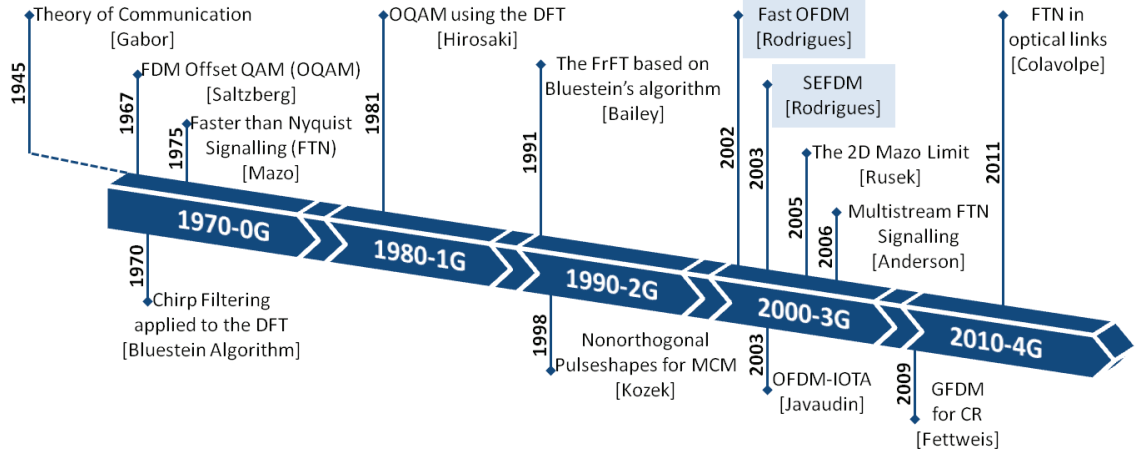 1945
Theory of Communication
[Gabor]
1967
FDM Offset QAM (OQAM)
[Saltzberg]
1975
Faster than Nyquist
Signalling (FTN)
[Mazo]
1981
OQAM using the DFT
[Hirosaki]
1991
The FrFT based on
Bluestein's algorithm
[Bailey]
2002
Fast OFDM
[Rodrigues]
2003
SEFDM
[Rodrigues]
2005
The 2D Mazo Limit
[Rusek]
2006
Multistream FTN
Signalling
[Anderson]
2011
FTN in
optical links
[Colavolpe]
1970-0G
1980-1G
1990-2G
2000-3G
2010-4G
1970
Chirp Filtering
applied to the DFT
[Bluestein Algorithm]
1998
Nonorthogonal
Pulseshapes for MCM
[Kozek]
2003
OFDM-IOTA
[Javaudin]
2009
GFDM
for CR
[Fettweis]